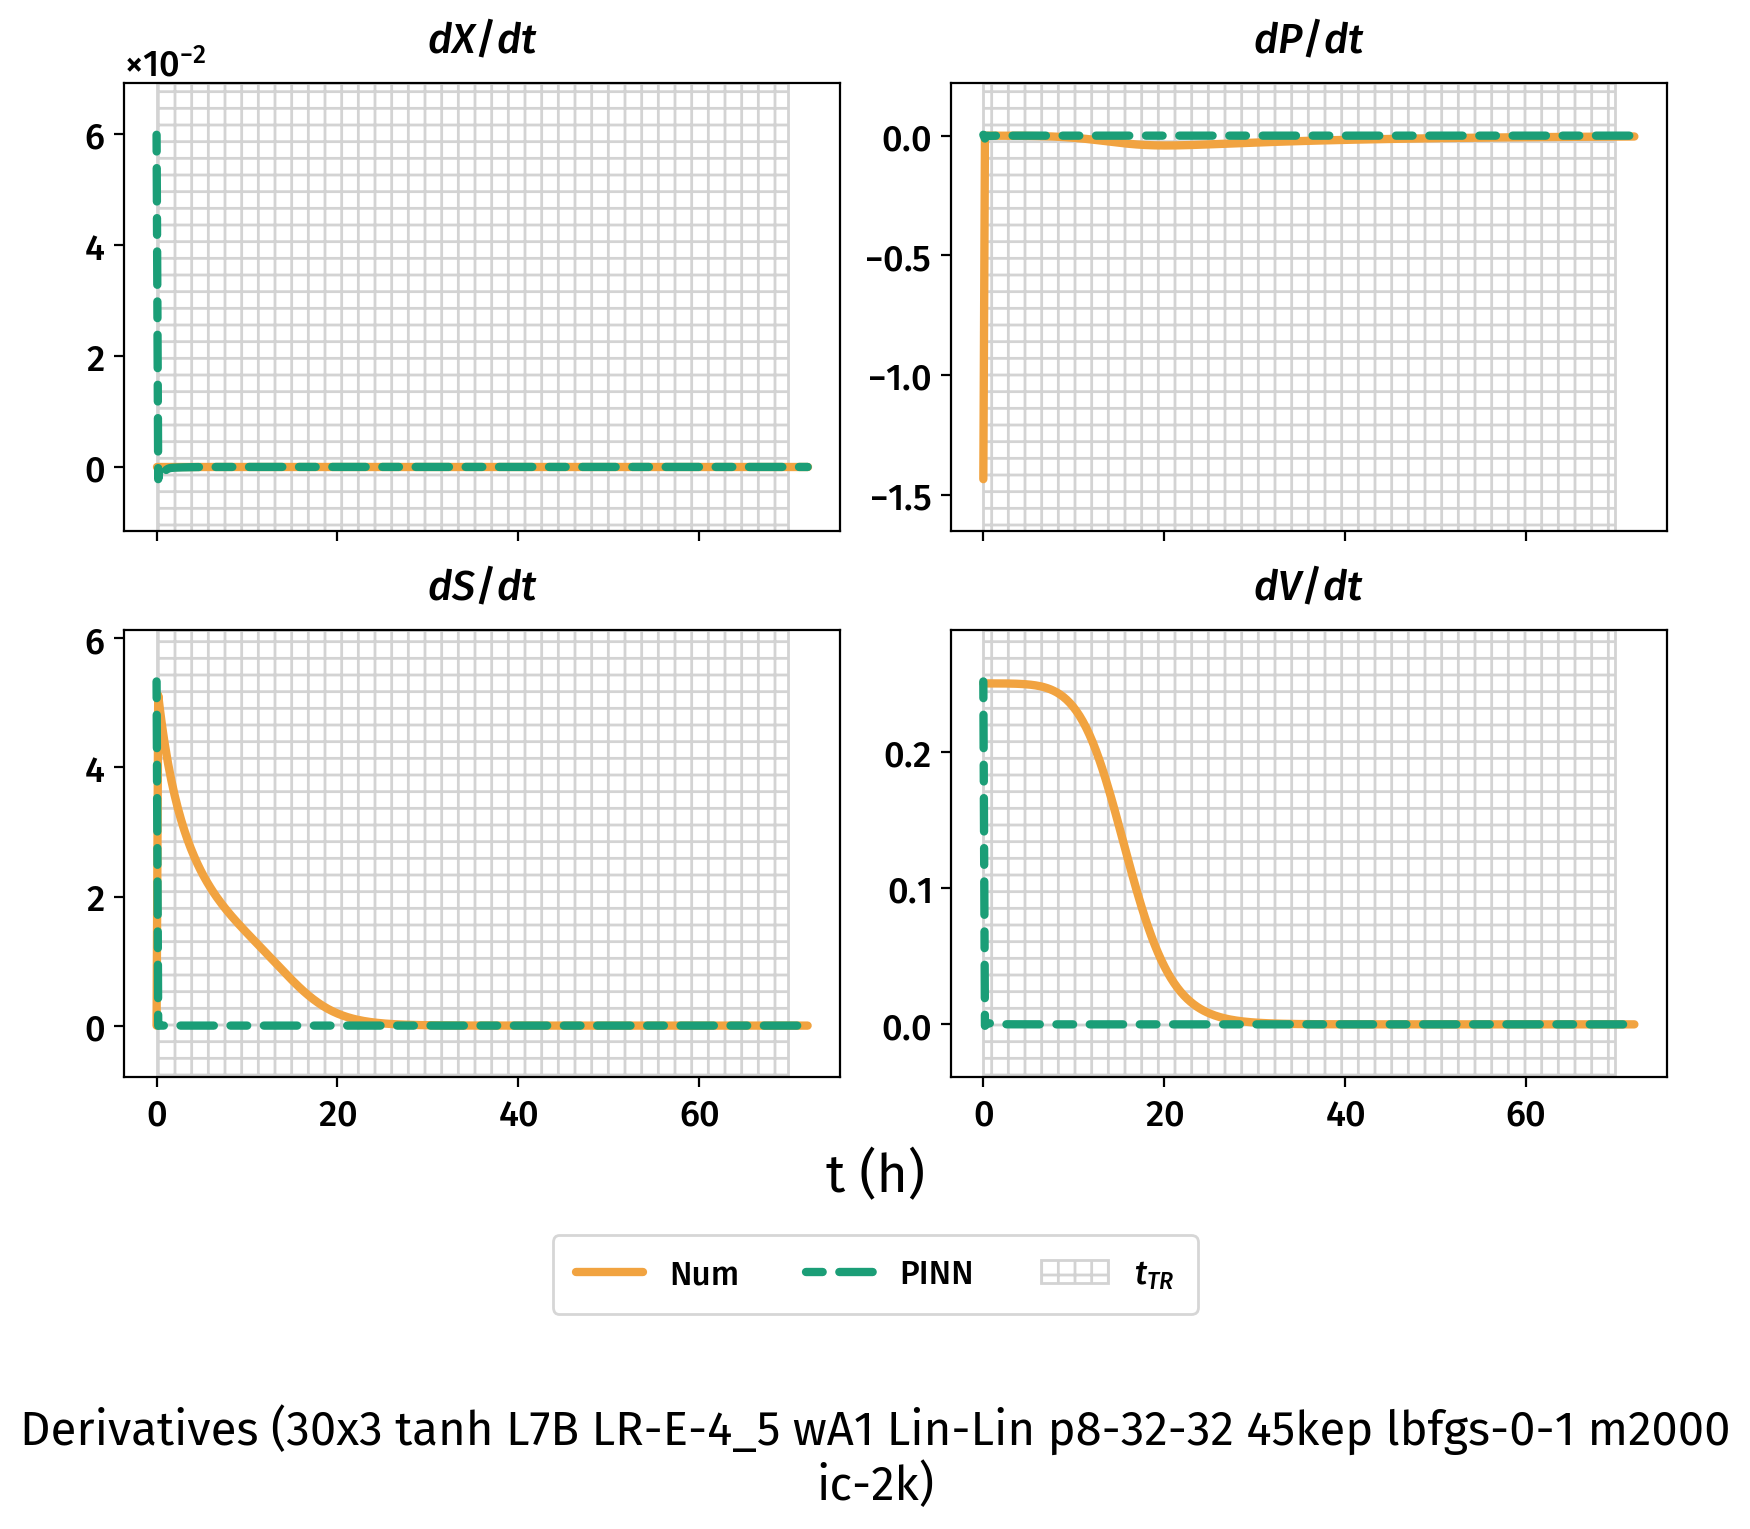 dX/dt
×10⁻²
6
4
2
0
dP/dt
0.0
−0.5
−1.0
−1.5
dS/dt
6
4
2
0
0 20 40 60
dV/dt
0.2
0.1
0.0
0 20 40 60
t (h)
Num PINN t_TR
Derivatives (30x3 tanh L7B LR-E-4_5 wA1 Lin-Lin p8-32-32 45kep lbfgs-0-1 m2000
ic-2k)